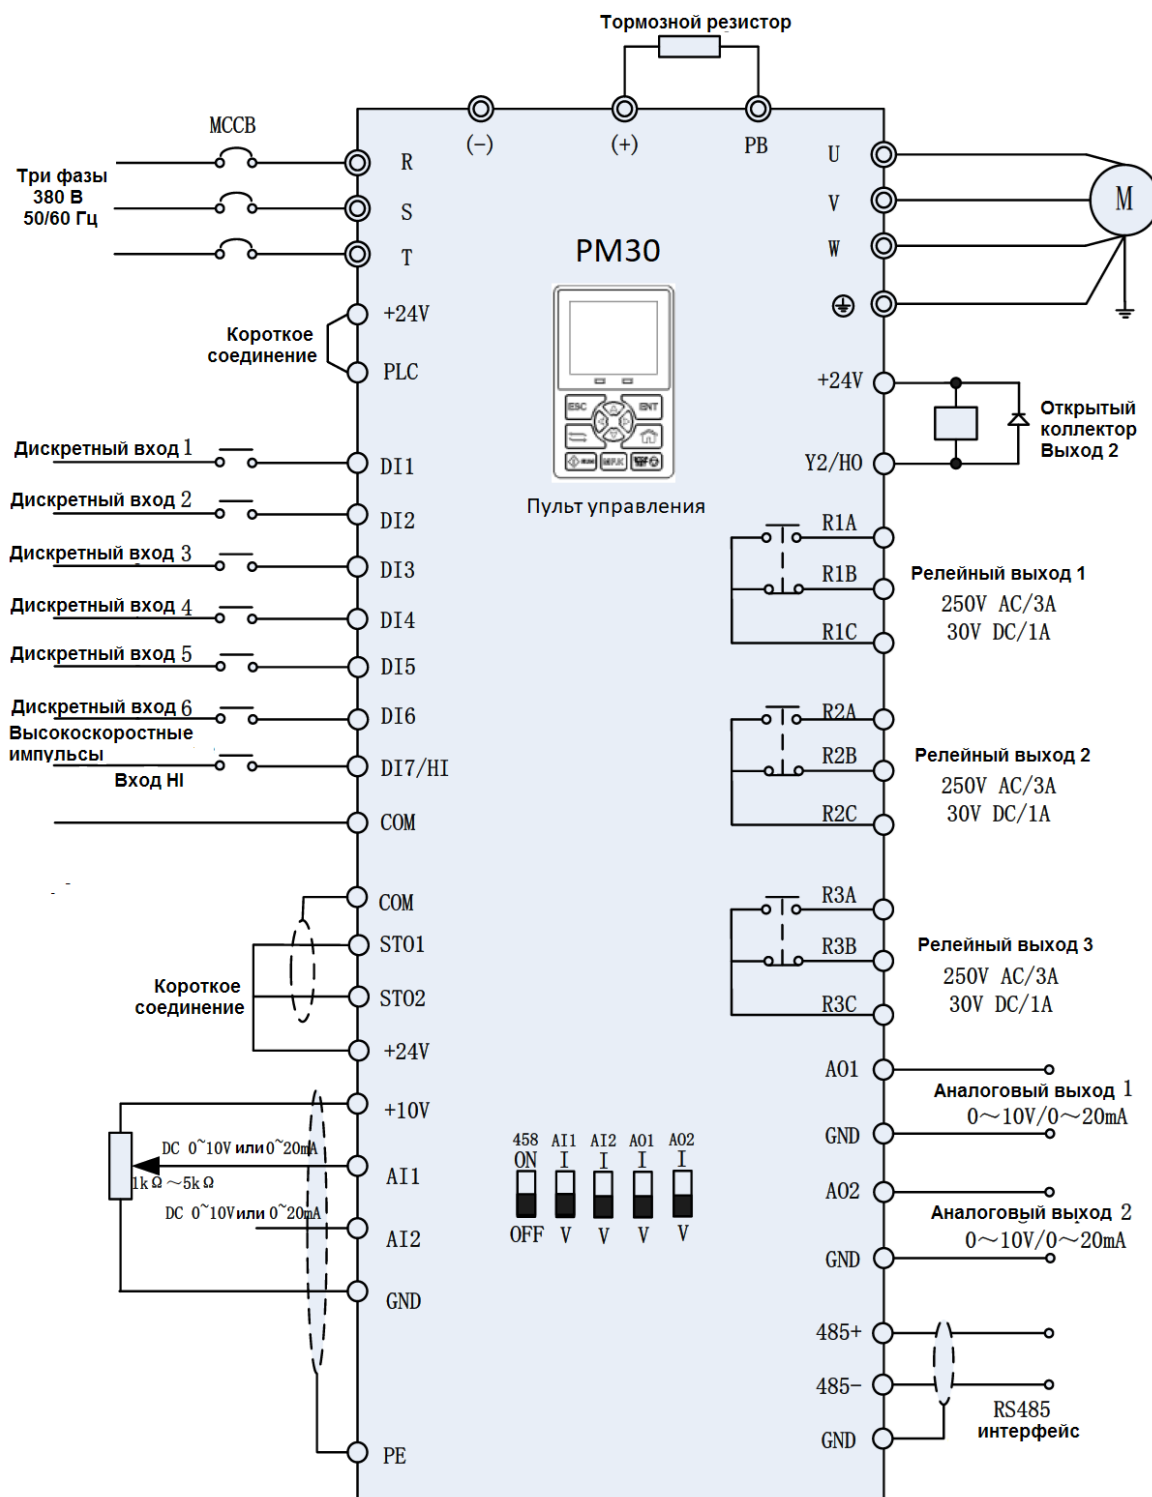 Тормозной резистор
MCCB
(-)
(+)
PB
Три фазы
380 В
50/60 Гц
R
S
T
U
V
W
M
PM30
+24V
PLC
Короткое
соединение
ESC
ENT
Пульт управления
+24V
Y2/HO
Открытый
коллектор
Выход 2
Дискретный вход 1
DI1
Дискретный вход 2
DI2
Дискретный вход 3
DI3
Дискретный вход 4
DI4
Дискретный вход 5
DI5
Дискретный вход 6
DI6
Высокоскоростные
импульсы
Вход HI
DI7/HI
COM
R1A
R1B
R1C
Релейный выход 1
250V AC/3A
30V DC/1A
R2A
R2B
R2C
Релейный выход 2
250V AC/3A
30V DC/1A
R3A
R3B
R3C
Релейный выход 3
250V AC/3A
30V DC/1A
COM
STO1
STO2
+24V
Короткое
соединение
+10V
DC 0~10V или 0~20mA
1kΩ～5kΩ
AI1
DC 0~10V или 0~20mA
AI2
GND
PE
458 AI1 AI2 AO1 AO2
ON I I I I
OFF V V V V
AO1
GND
Аналоговый выход 1
0～10V/0～20mA
AO2
GND
Аналоговый выход 2
0～10V/0～20mA
485+
485-
GND
RS485
интерфейс